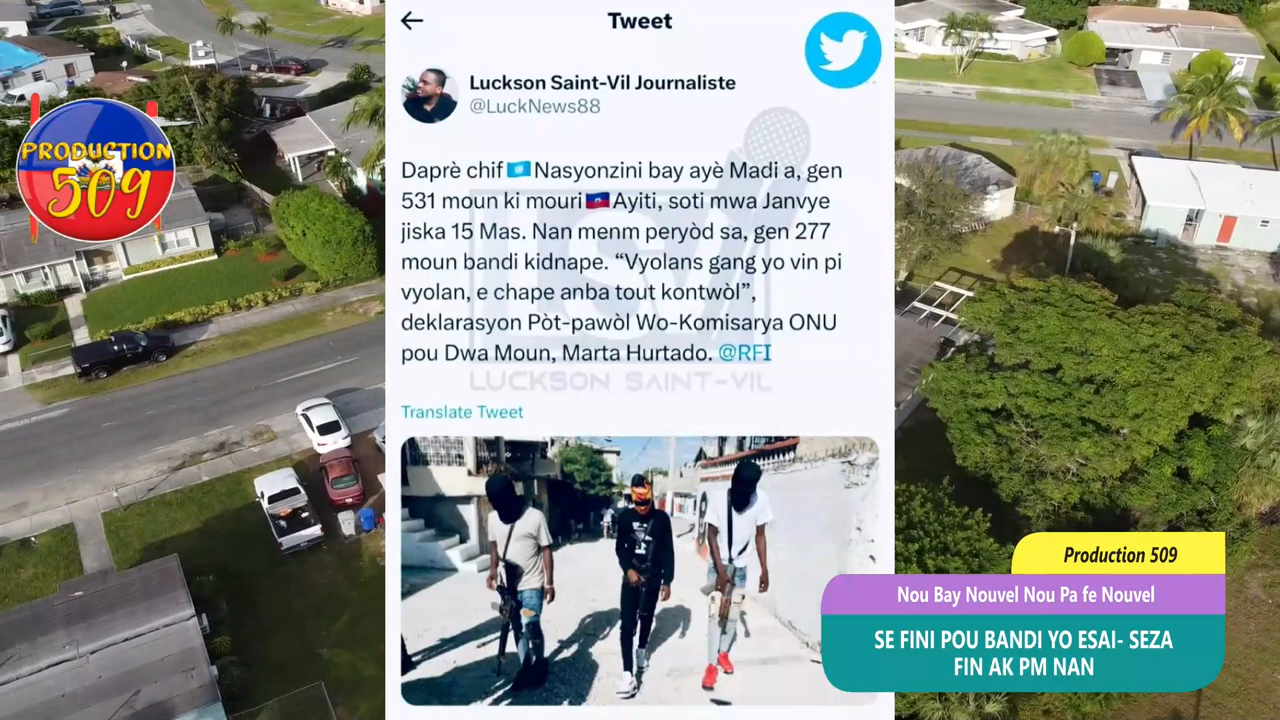 PRODUCTION
509
Tweet
Luckson Saint-Vil Journaliste
@LuckNews88
Daprè chif Nasyonzini bay ayè Madi a, gen
531 moun ki mouri Ayiti, soti mwa Janvye
jiska 15 Mas. Nan menm peryòd sa, gen 277
moun bandi kidnape. “Vyolans gang yo vin pi
vyolan, e chape anba tout kontwòl”,
deklarasyon Pòt-pawòl Wo-Komisarya ONU
pou Dwa Moun, Marta Hurtado. @RFI
LUCKSON SAINT-VIL
Translate Tweet
Production 509
Nou Bay Nouvel Nou Pa fe Nouvel
SE FINI POU BANDI YO ESAI- SEZA
FIN AK PM NAN